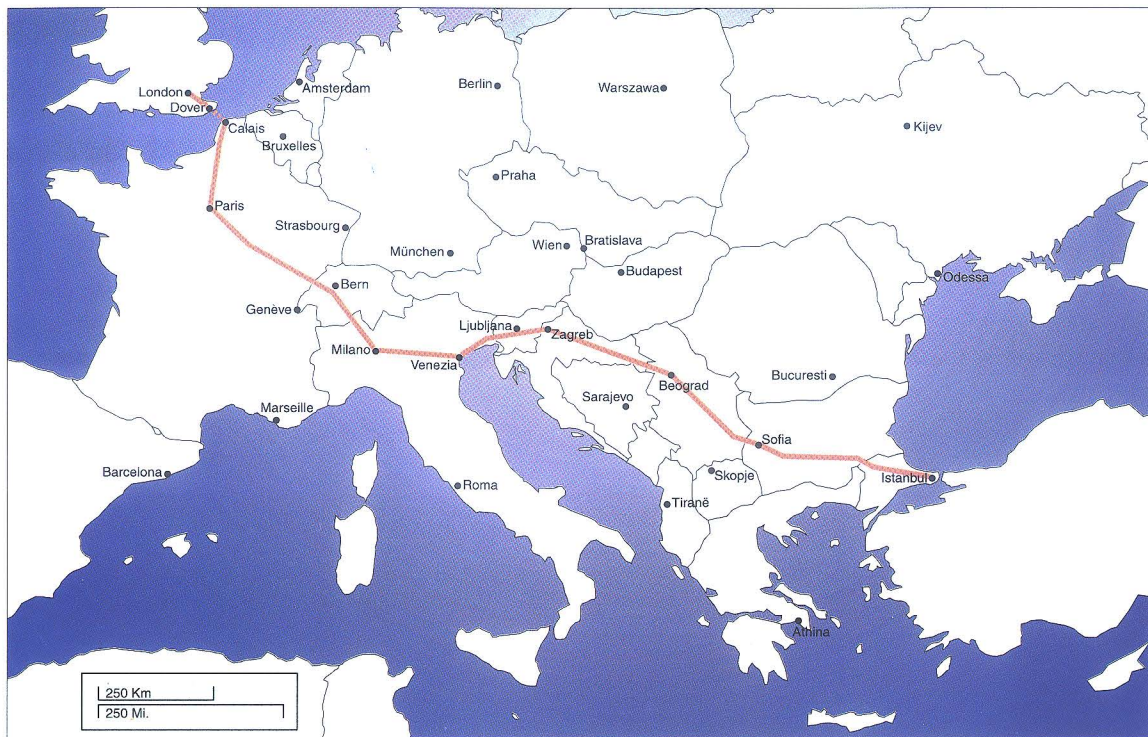 London
Dover
Calais
Amsterdam
Bruxelles
Berlin
Warszawa
Kijev
Praha
Paris
Strasbourg
München
Wien
Bratislava
Budapest
Odessa
Bern
Genève
Milano
Venezia
Ljubljana
Zagreb
Beograd
Bucuresti
Sarajevo
Marseille
Barcelona
Roma
Sofia
Skopje
Istanbul
Tiranë
Athina
250 Km
250 Mi.